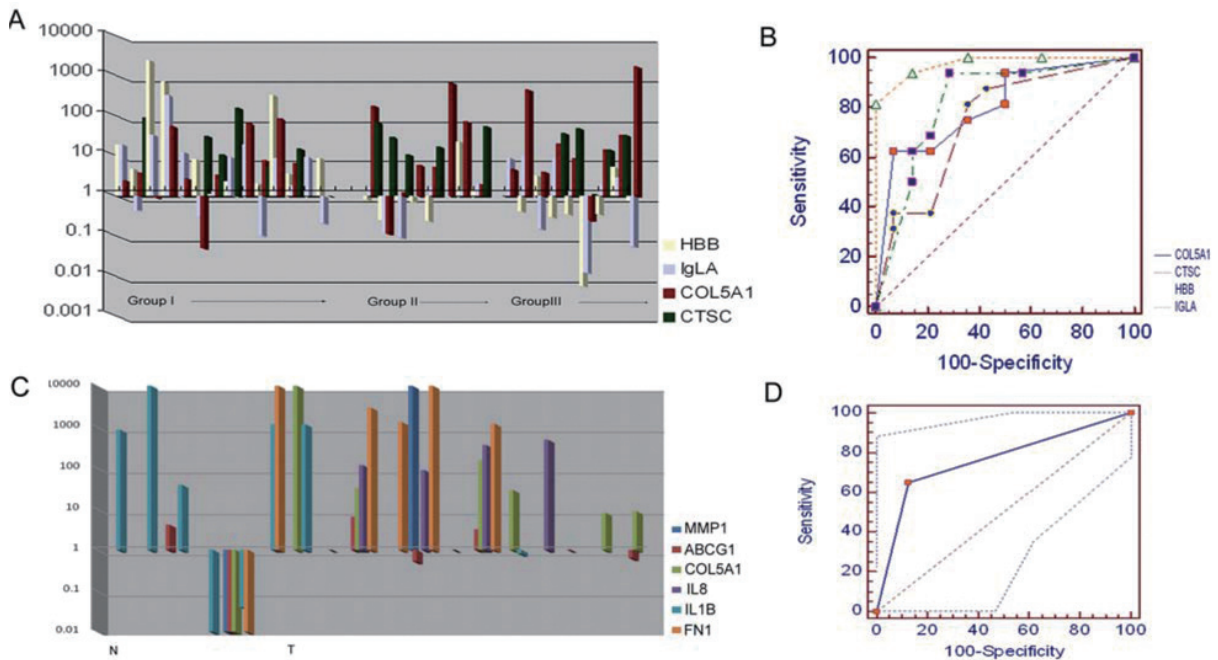 A
10000
1000
100
10
1
0.1
0.01
0.001
Group I
Group II
GroupIII
HBB
IgLA
COL5A1
CTSC
B
100
80
60
40
20
0
Sensitivity
0 20 40 60 80 100
100-Specificity
COL5A1
CTSC
HBB
IGLA
C
10000
1000
100
10
1
0.1
0.01
N
T
MMP1
ABCG1
COL5A1
IL8
IL1B
FN1
D
100
80
60
40
20
0
Sensitivity
0 20 40 60 80 100
100-Specificity